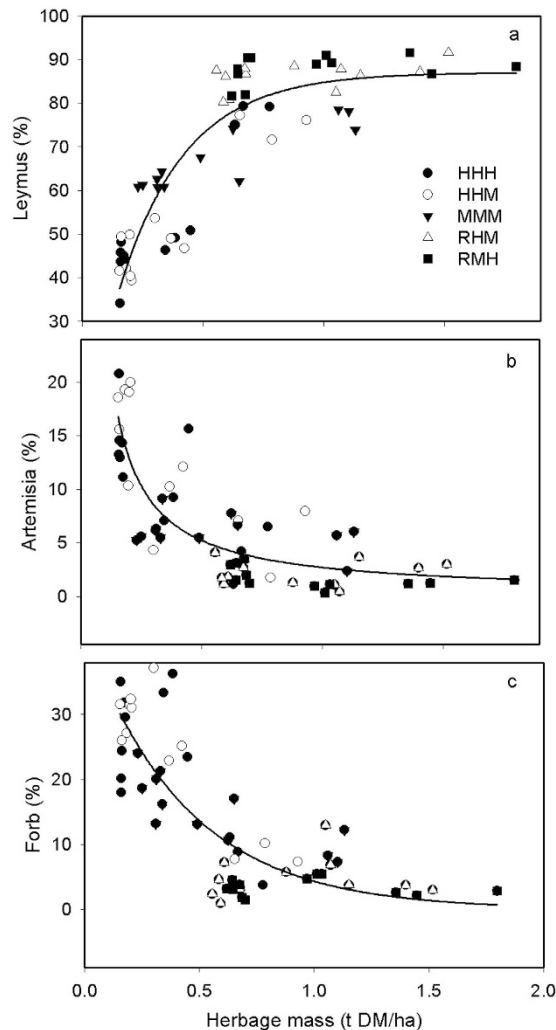 a
100
90
80
70
60
50
40
30
Leymus (%)
HHH
HHM
MMM
RHM
RMH
b
20
15
10
5
0
Artemisia (%)
c
30
20
10
0
Forb (%)
0.0 0.5 1.0 1.5 2.0
Herbage mass (t DM/ha)